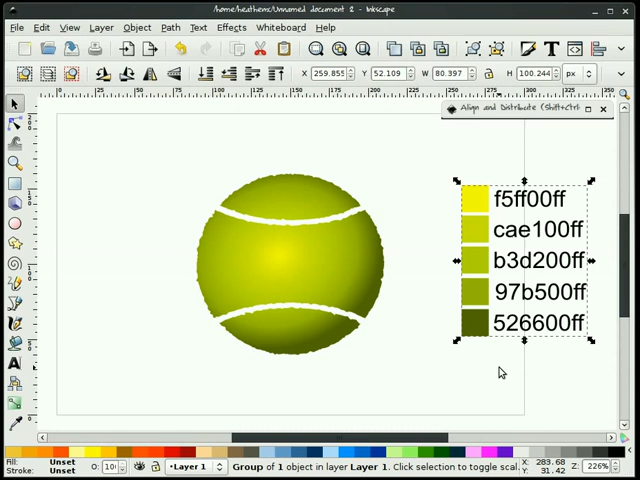 /home/heathenx/Unnamed document 2 - Inkscape
File Edit View Layer Object Path Text Effects Whiteboard Help
X 259.855 Y 52.109 W 80.397 H 100.244 px
Align and Distribute (Shift+Ctrl
f5ff00ff
cae100ff
b3d200ff
97b500ff
526600ff
Fill: Unset
Stroke: Unset
O: 10
•Layer 1
Group of 1 object in layer Layer 1. Click selection to toggle scal
X: 283.68
Y: 31.42
Z: 226%